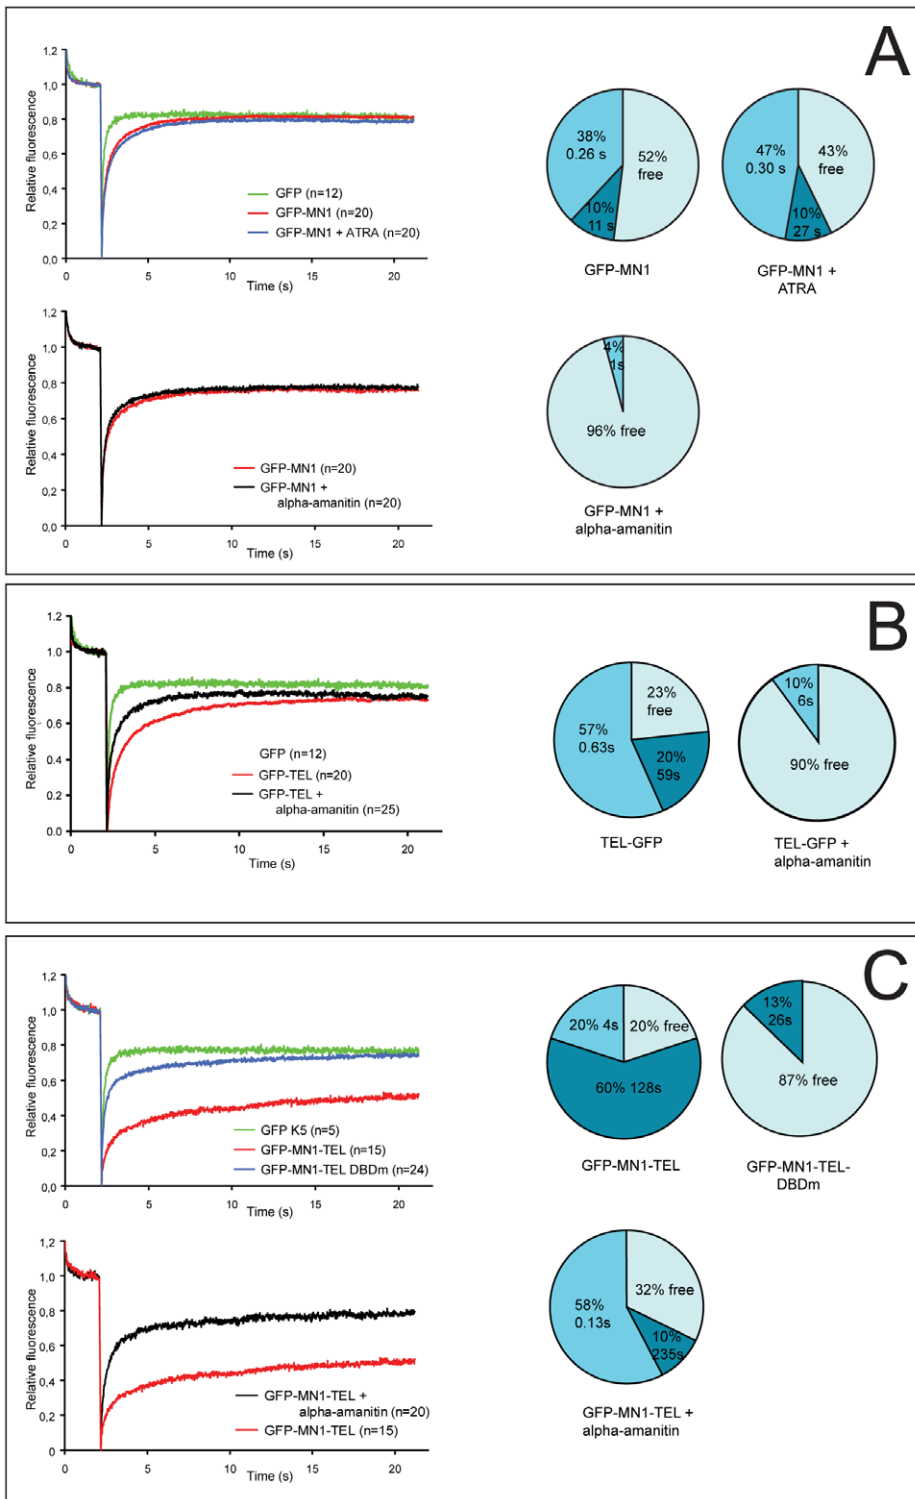 A
1,2
1,0
0,8
0,6
0,4
0,2
0,0
Relative fluorescence
GFP (n=12)
GFP-MN1 (n=20)
GFP-MN1 + ATRA (n=20)
0
5
10
15
20
Time (s)
38%
0.26 s
52%
free
10%
11 s
GFP-MN1
47%
0.30 s
43%
free
10%
27 s
GFP-MN1 +
ATRA
1,2
1,0
0,8
0,6
0,4
0,2
0,0
Relative fluorescence
GFP-MN1 (n=20)
GFP-MN1 +
alpha-amanitin (n=20)
0
5
10
15
20
Time (s)
4%
1s
96% free
GFP-MN1 +
alpha-amanitin
B
1,2
1,0
0.8
0,6
0,4
0,2
0,0
Relative fluorescence
GFP (n=12)
GFP-TEL (n=20)
GFP-TEL +
alpha-amanitin (n=25)
0
5
10
15
20
Time (s)
23%
free
57%
0.63s
20%
59s
TEL-GFP
10%
6s
90% free
TEL-GFP +
alpha-amanitin
C
1,2
1,0
0,8
0,6
0,4
0,2
0,0
Relative fluorescence
GFP K5 (n=5)
GFP-MN1-TEL (n=15)
GFP-MN1-TEL DBDm (n=24)
0
5
10
15
20
Time (s)
20% 4s
20% free
60% 128s
GFP-MN1-TEL
13%
26s
87% free
GFP-MN1-TEL-
DBDm
1,2
1,0
0,8
0,6
0,4
0,2
0
Relative fluorescence
GFP-MN1-TEL +
alpha-amanitin (n=20)
GFP-MN1-TEL (n=15)
0
5
10
15
20
Time (s)
58%
0.13s
32% free
10%
235s
GFP-MN1-TEL +
alpha-amanitin